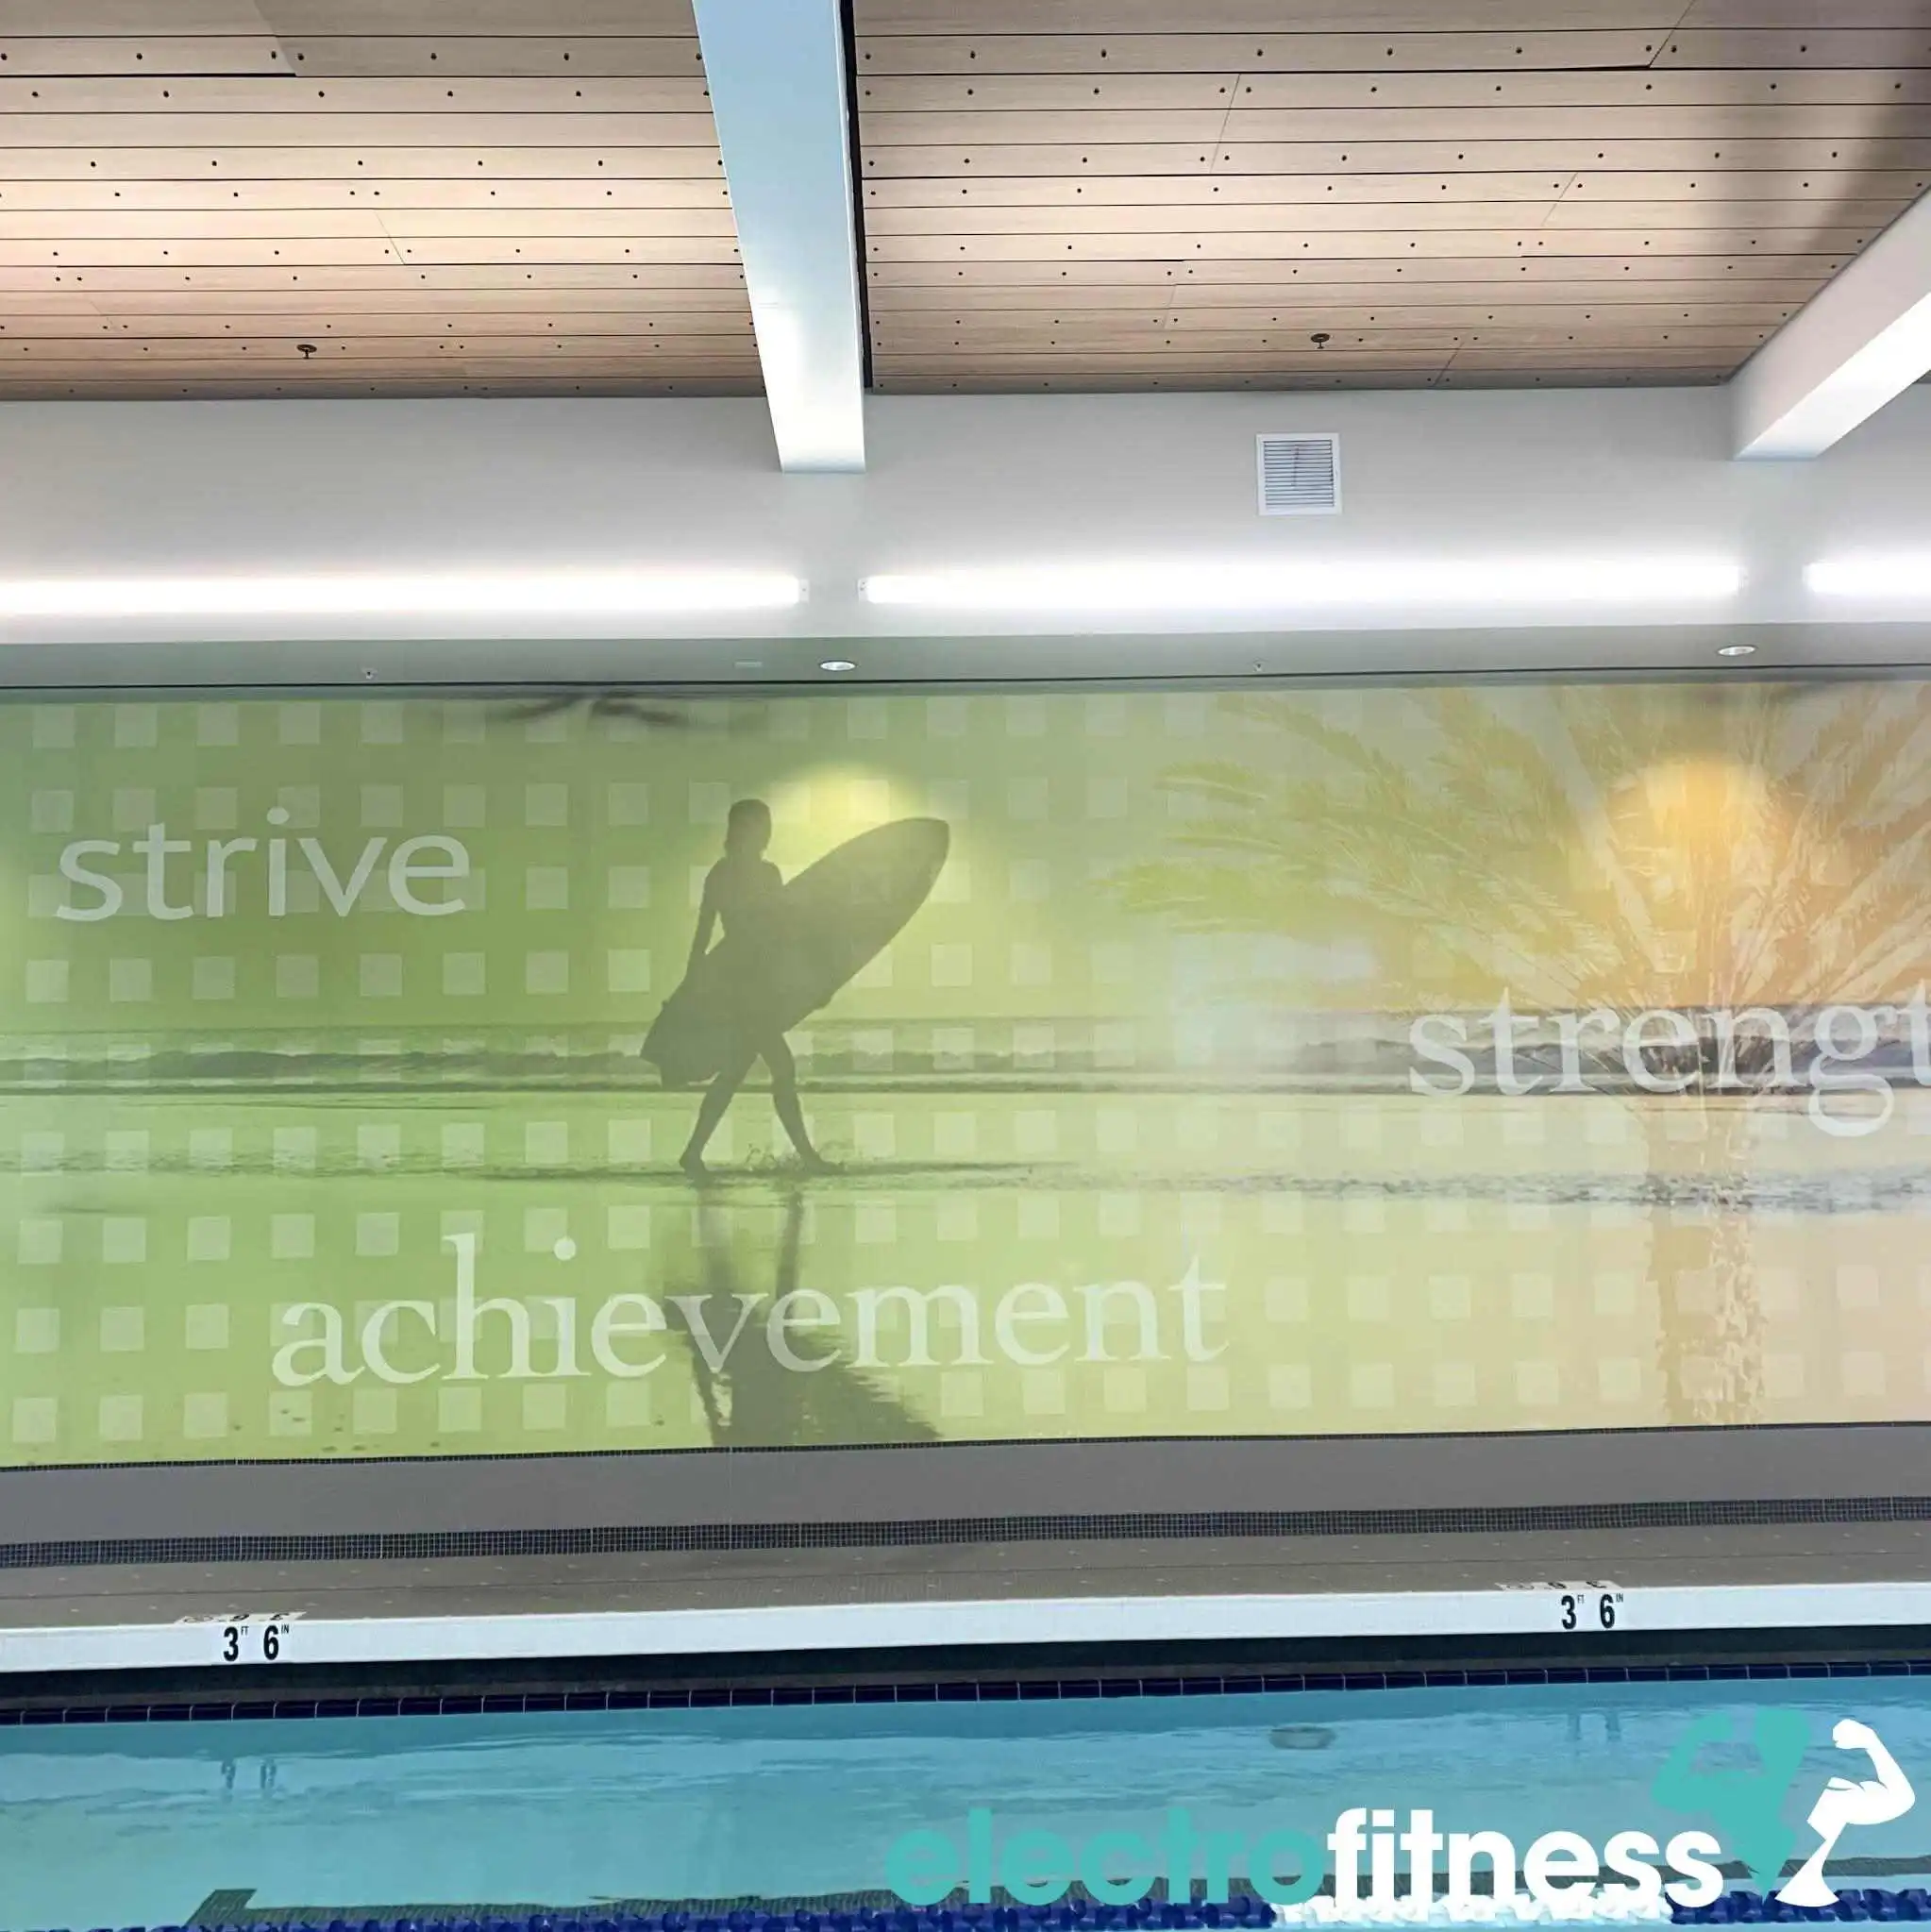 strive
strengt
achievement
3 FT 6 IN
3 FT 6 IN
electrofitness